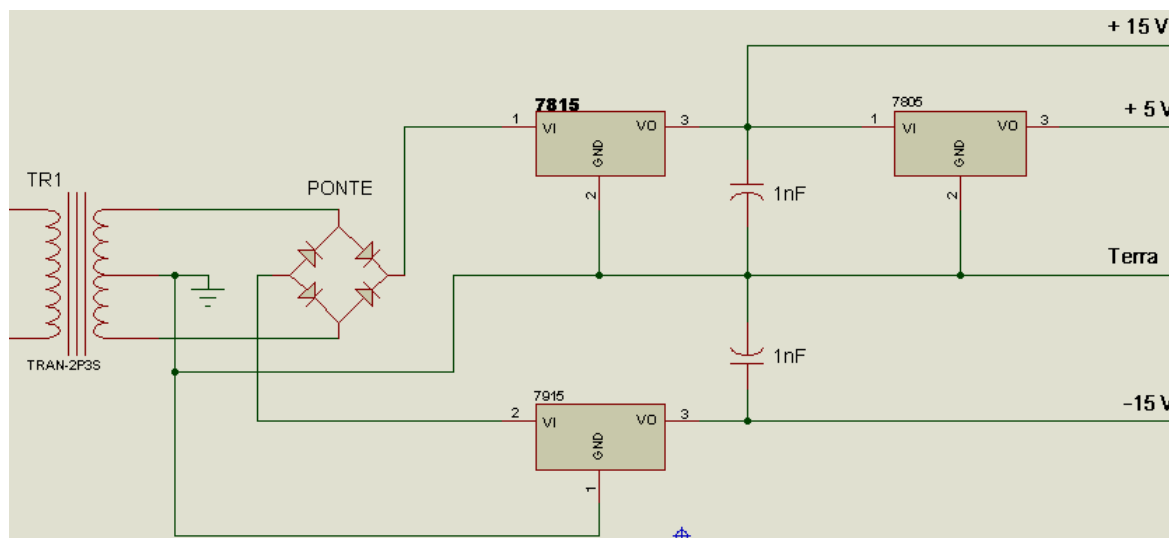 + 15 V
7815
7805
1
VI
VO
3
1
VI
VO
3
+ 5 V
GND
GND
TR1
PONTE
2
1nF
2
Terra
1nF
TRAN-2P3S
7915
2
VI
VO
3
-15 V
GND
1